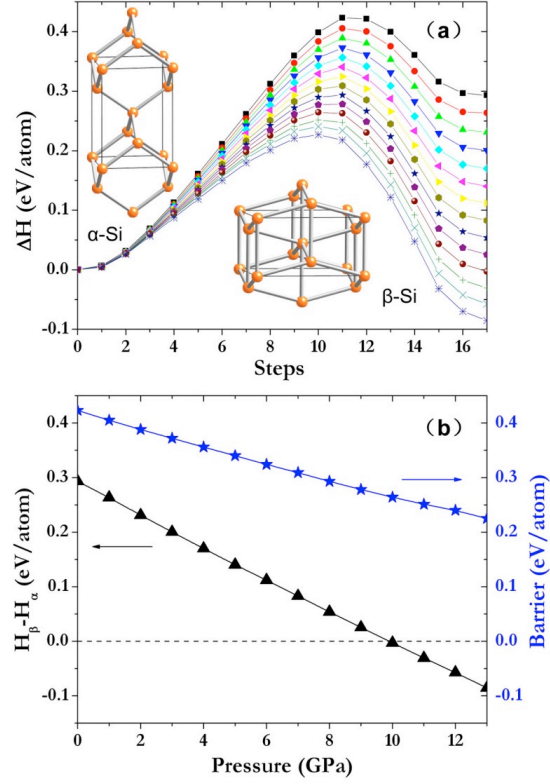 (a)
0.4
0.3
0.2
0.1
0.0
-0.1
ΔH (eV/atom)
α-Si
β-Si
0 2 4 6 8 10 12 14 16
Steps
(b)
0.4 0.4
0.3 0.3
0.2 0.2
0.1 0.1
0.0 0.0
-0.1 -0.1
Hβ-Hα (eV/atom)
Barrier (eV/atom)
0 2 4 6 8 10 12
Pressure (GPa)